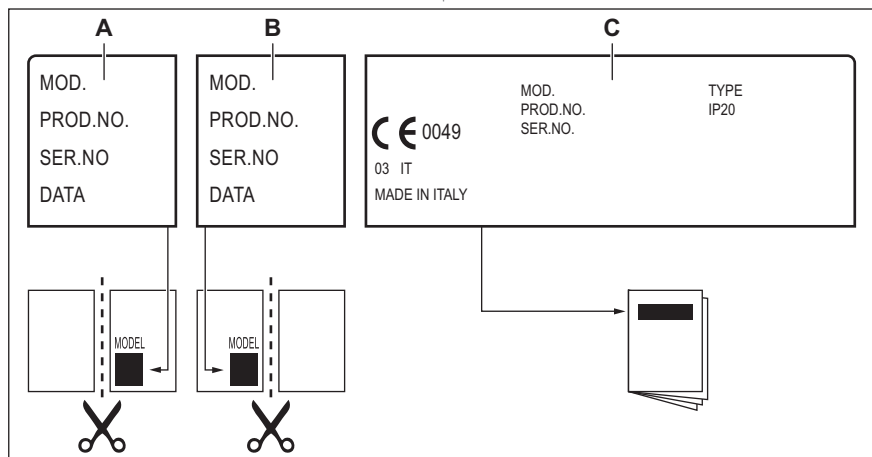 A
B
C
MOD.
PROD.NO.
SER.NO
DATA
MOD.
PROD.NO.
SER.NO
DATA
MOD.
PROD.NO.
SER.NO.
TYPE
IP20
CE 0049
03 IT
MADE IN ITALY
MODEL
MODEL